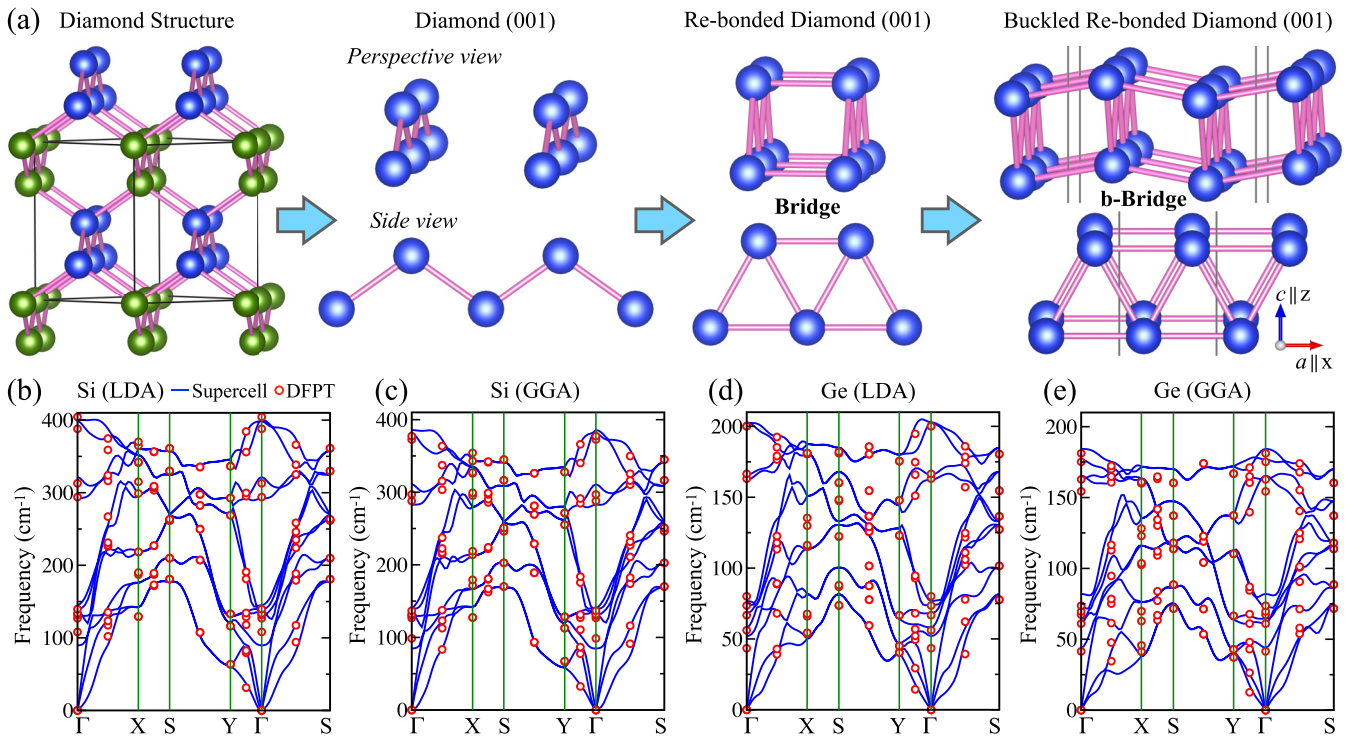 (a) Diamond Structure Diamond (001) Re-bonded Diamond (001) Buckled Re-bonded Diamond (001)
Perspective view
Side view
Bridge
b-Bridge
c||z
a||x
(b) Si (LDA) Supercell DFPT
Frequency (cm⁻¹)
400
300
200
100
0
Γ X S Y Γ S
(c) Si (GGA)
Frequency (cm⁻¹)
400
300
200
100
0
Γ X S Y Γ S
(d) Ge (LDA)
Frequency (cm⁻¹)
200
150
100
50
0
Γ X S Y Γ S
(e) Ge (GGA)
Frequency (cm⁻¹)
200
150
100
50
0
Γ X S Y Γ S